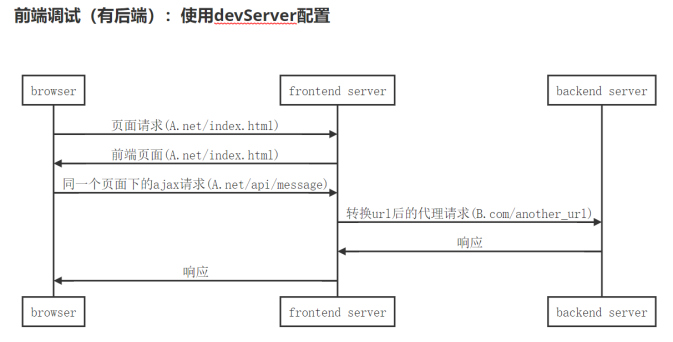 前端调试（有后端）：使用devServer配置
browser
frontend server
backend server
页面请求(A.net/index.html)
前端页面(A.net/index.html)
同一个页面下的ajax请求(A.net/api/message)
转换url后的代理请求(B.com/another_url)
响应
响应
browser
frontend server
backend server